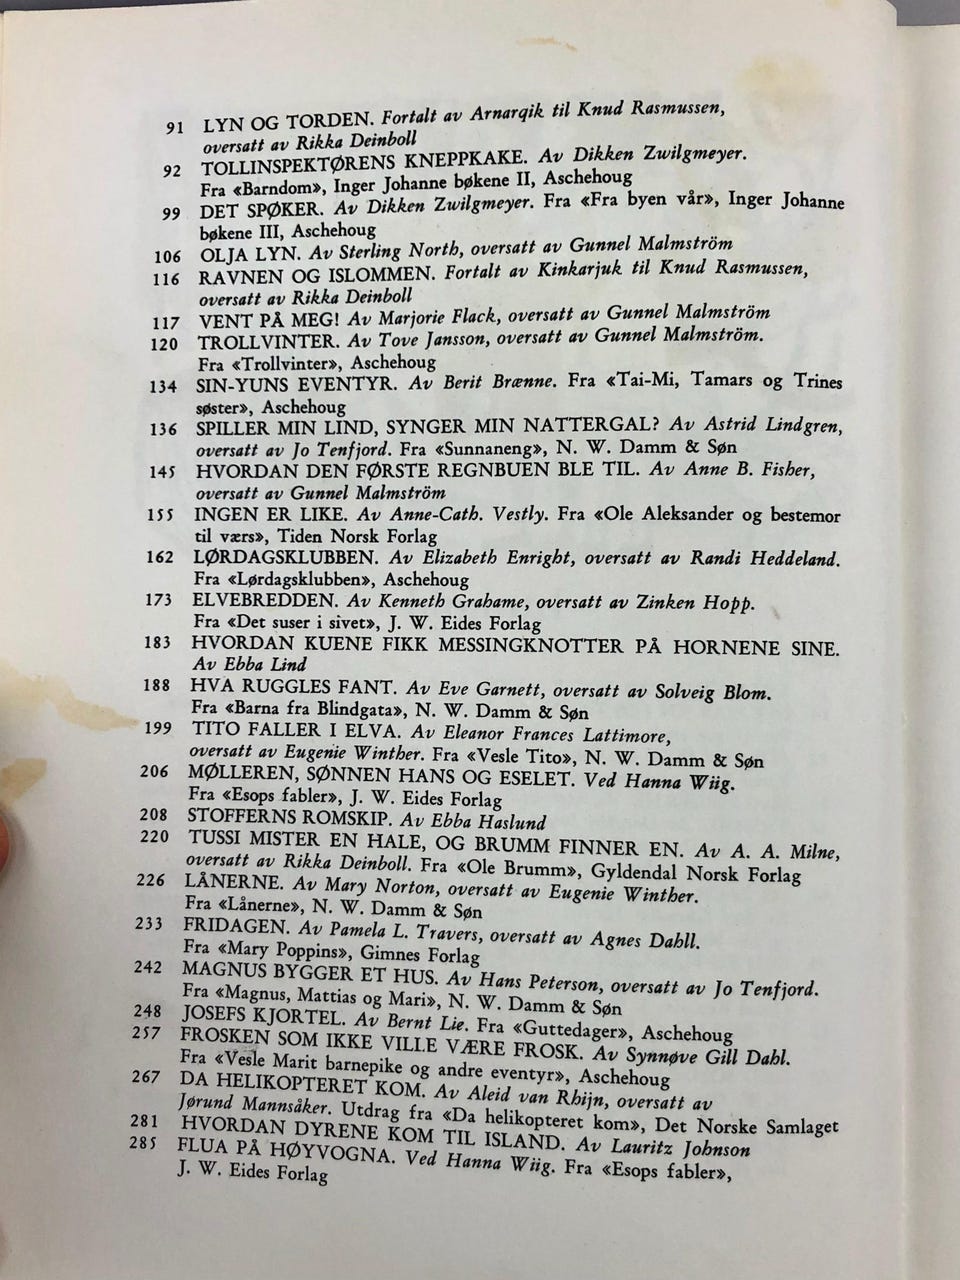 91 LYN OG TORDEN. Fortalt av Arnarqik til Knud Rasmussen,
oversatt av Rikka Deinboll
92 TOLLINSPEKTØRENS KNEPPKAKE. Av Dikken Zwilgmeyer.
Fra «Barndom», Inger Johanne bøkene II, Aschehoug
99 DET SPØKER. Av Dikken Zwilgmeyer. Fra «Fra byen vår», Inger Johanne
bøkene III, Aschehoug
106 OLJA LYN. Av Sterling North, oversatt av Gunnel Malmström
116 RAVNEN OG ISLOMMEN. Fortalt av Kinkarjuk til Knud Rasmussen,
oversatt av Rikka Deinboll
117 VENT PÅ MEG! Av Marjorie Flack, oversatt av Gunnel Malmström
120 TROLLVINTER. Av Tove Jansson, oversatt av Gunnel Malmström.
Fra «Trollvinter», Aschehoug
134 SIN-YUNS EVENTYR. Av Berit Brænne. Fra «Tai-Mi, Tamars og Trines
søster», Aschehoug
136 SPILLER MIN LIND, SYNGER MIN NATTERGAL? Av Astrid Lindgren,
oversatt av Jo Tenfjord. Fra «Sunnaneng», N. W. Damm & Søn
145 HVORDAN DEN FØRSTE REGNBUEN BLE TIL. Av Anne B. Fisher,
oversatt av Gunnel Malmström
155 INGEN ER LIKE. Av Anne-Cath. Vestly. Fra «Ole Aleksander og bestemor
til værs», Tiden Norsk Forlag
162 LØRDAGSKLUBBEN. Av Elizabeth Enright, oversatt av Randi Heddeland.
Fra «Lørdagsklubben», Aschehoug
173 ELVEBREDDEN. Av Kenneth Grahame, oversatt av Zinken Hopp.
Fra «Det suser i sivet», J. W. Eides Forlag
183 HVORDAN KUENE FIKK MESSINGKNOTTER PÅ HORNENE SINE.
Av Ebba Lind
188 HVA RUGGLES FANT. Av Eve Garnett, oversatt av Solveig Blom.
Fra «Barna fra Blindgata», N. W. Damm & Søn
199 TITO FALLER I ELVA. Av Eleanor Frances Lattimore,
oversatt av Eugenie Winther. Fra «Vesle Tito», N. W. Damm & Søn
206 MØLLEREN, SØNNEN HANS OG ESELET. Ved Hanna Wiig.
Fra «Esops fabler», J. W. Eides Forlag
208 STOFFERNS ROMSKIP. Av Ebba Haslund
220 TUSSI MISTER EN HALE, OG BRUMM FINNER EN. Av A. A. Milne,
oversatt av Rikka Deinboll. Fra «Ole Brumm», Gyldendal Norsk Forlag
226 LÅNERNE. Av Mary Norton, oversatt av Eugenie Winther.
Fra «Lånerne», N. W. Damm & Søn
233 FRIDAGEN. Av Pamela L. Travers, oversatt av Agnes Dahll.
Fra «Mary Poppins», Gimnes Forlag
242 MAGNUS BYGGER ET HUS. Av Hans Peterson, oversatt av Jo Tenfjord.
Fra «Magnus, Mattias og Mari», N. W. Damm & Søn
248 JOSEFS KJORTEL. Av Bernt Lie. Fra «Guttedager», Aschehoug
257 FROSKEN SOM IKKE VILLE VÆRE FROSK. Av Synnøve Gill Dahl.
Fra «Vesle Marit barnepike og andre eventyr», Aschehoug
267 DA HELIKOPTERET KOM. Av Aleid van Rhijn, oversatt av
Jørund Mannsåker. Utdrag fra «Da helikopteret kom», Det Norske Samlaget
281 HVORDAN DYRENE KOM TIL ISLAND. Av Lauritz Johnson
285 FLUA PÅ HØYVOGNA. Ved Hanna Wiig. Fra «Esops fabler»,
J. W. Eides Forlag